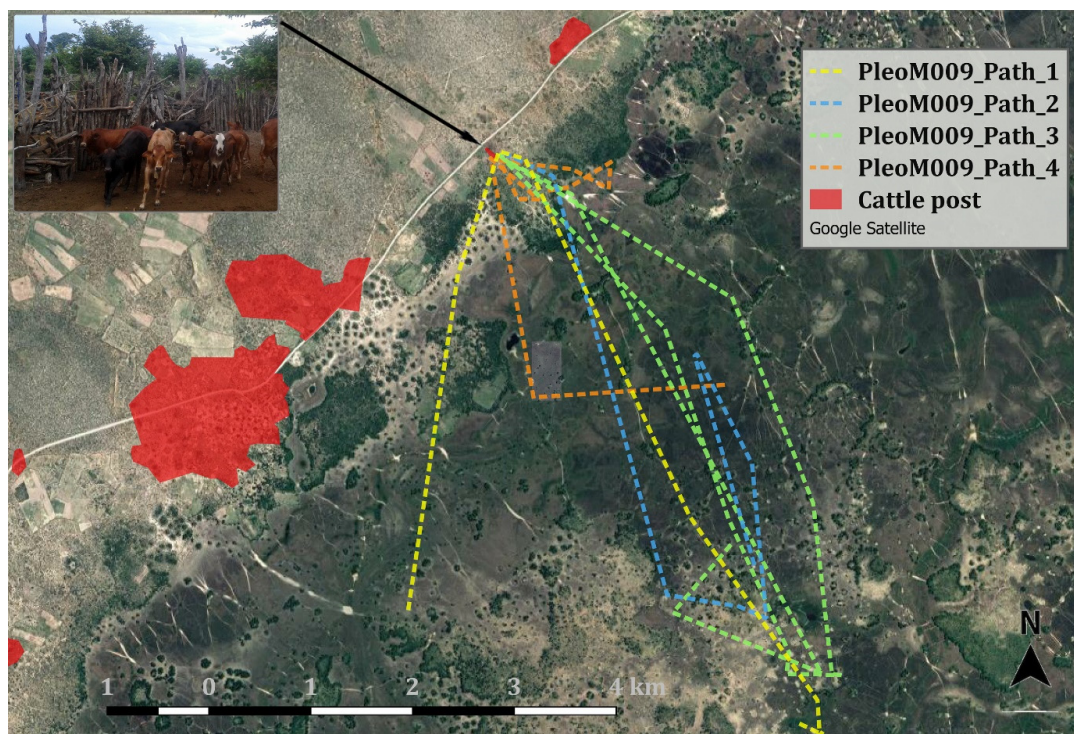 PleoM009_Path_1
PleoM009_Path_2
PleoM009_Path_3
PleoM009_Path_4
Cattle post
Google Satellite
N
1 0 1 2 3 4 km